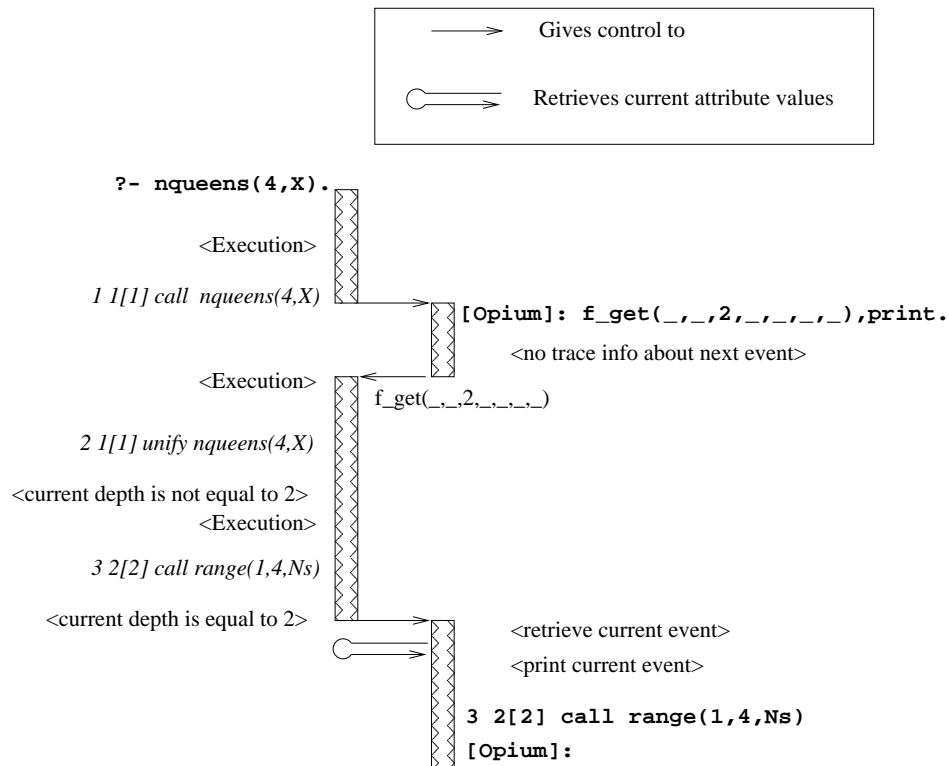 Gives control to
Retrieves current attribute values
?- nqueens(4,X).
<Execution>
1 1[1] call nqueens(4,X)
[Opium]: f_get(_,_,2,_,_,_,_),print.
<no trace info about next event>
<Execution>
f_get(_,_,2,_,_,_,_)
2 1[1] unify nqueens(4,X)
<current depth is not equal to 2>
<Execution>
3 2[2] call range(1,4,Ns)
<current depth is equal to 2>
<retrieve current event>
<print current event>
3 2[2] call range(1,4,Ns)
[Opium]: